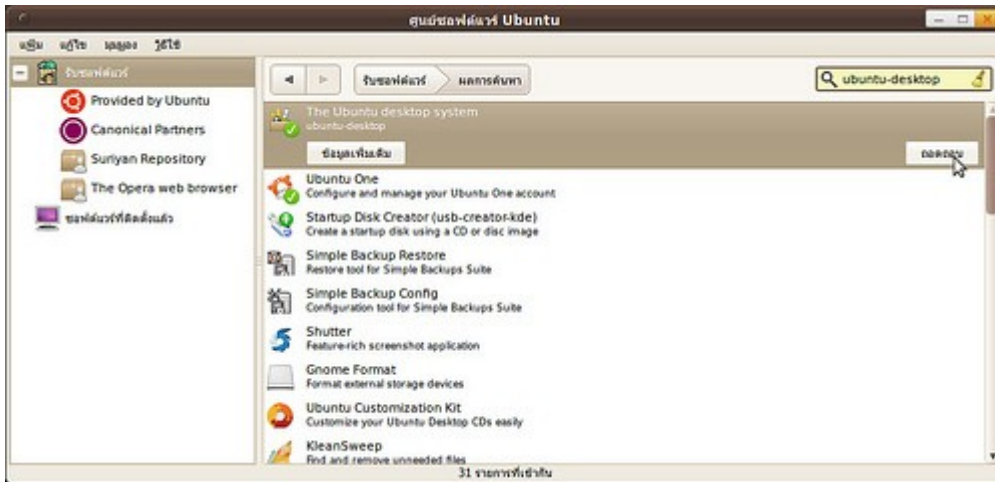 ศูนย์ซอฟต์แวร์ Ubuntu
แฟ้ม แก้ไข มุมมอง วิธีใช้
รับซอฟต์แวร์
Provided by Ubuntu
Canonical Partners
Suriyan Repository
The Opera web browser
ซอฟต์แวร์ที่ติดตั้งแล้ว
รับซอฟต์แวร์ ผลการค้นหา
ubuntu-desktop
The Ubuntu desktop system
ubuntu-desktop
ข้อมูลเพิ่มเติม ถอดถอน
Ubuntu One
Configure and manage your Ubuntu One account
Startup Disk Creator (usb-creator-kde)
Create a startup disk using a CD or disc image
Simple Backup Restore
Restore tool for Simple Backups Suite
Simple Backup Config
Configuration tool for Simple Backups Suite
Shutter
Feature-rich screenshot application
Gnome Format
Format external storage devices
Ubuntu Customization Kit
Customize your Ubuntu Desktop CDs easily
KleanSweep
Find and remove unneeded files
31 รายการที่เข้ากัน